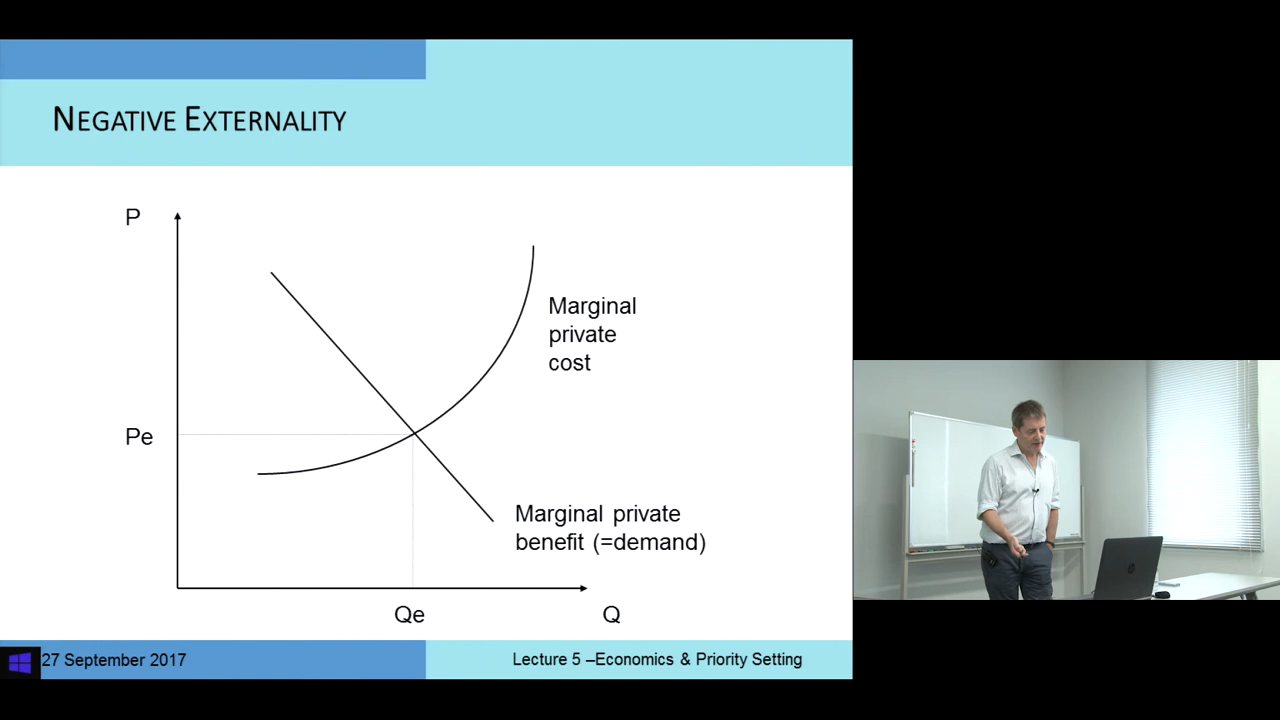 NEGATIVE EXTERNALITY
P
Marginal
private
cost
Pe
Marginal private
benefit (=demand)
Qe
Q
27 September 2017
Lecture 5 –Economics & Priority Setting